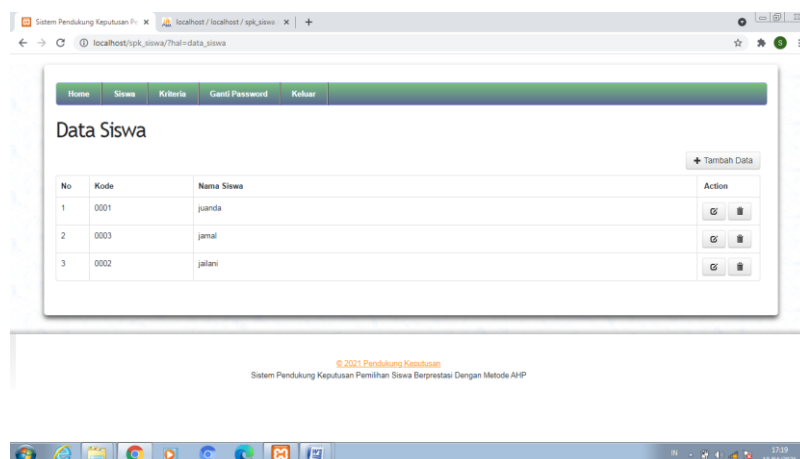 Sistem Pendukung Keputusan Pe
localhost / localhost / spk_siswa
localhost/spk_siswa/?hal=data_siswa
S
Home Siswa Kriteria Ganti Password Keluar
Data Siswa
Tambah Data
No Kode Nama Siswa Action
1 0001 juanda
2 0003 jamal
3 0002 jailani
© 2021 Pendukung Keputusan
Sistem Pendukung Keputusan Pemilihan Siswa Berprestasi Dengan Metode AHP
IN 17:19